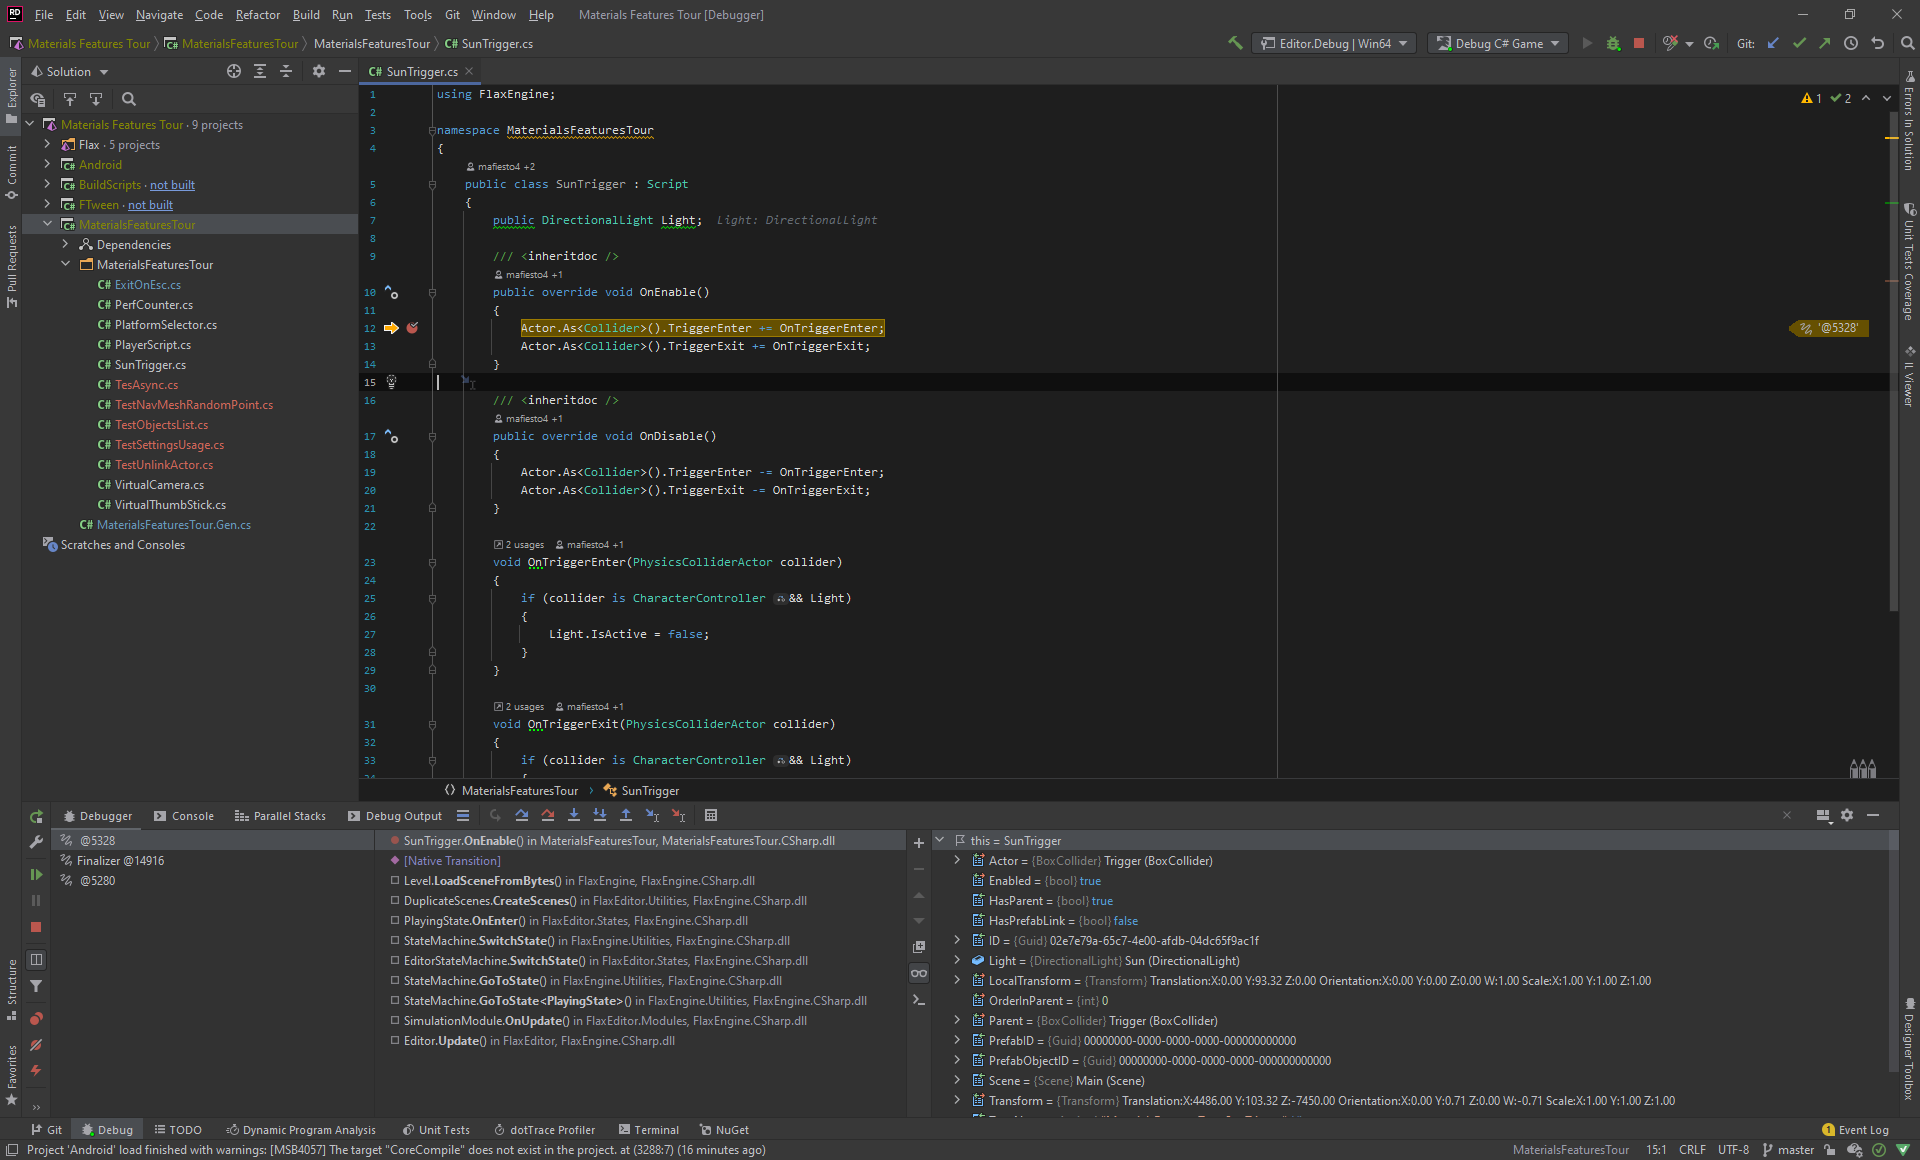 File Edit View Navigate Code Refactor Build Run Tests Tools Git Window Help Materials Features Tour [Debugger]
Materials Features Tour MaterialsFeaturesTour MaterialsFeaturesTour C# SunTrigger.cs Editor.Debug | Win64 Debug C# Game Git:
Solution
C# SunTrigger.cs
Explorer
Commit
Pull Requests
Structure
Favorites
Materials Features Tour · 9 projects
Flax · 5 projects
C# Android
C# BuildScripts · not built
C# FTween · not built
C# MaterialsFeaturesTour
Dependencies
MaterialsFeaturesTour
C# ExitOnEsc.cs
C# PerfCounter.cs
C# PlatformSelector.cs
C# PlayerScript.cs
C# SunTrigger.cs
C# TesAsync.cs
C# TestNavMeshRandomPoint.cs
C# TestObjectsList.cs
C# TestSettingsUsage.cs
C# TestUnlinkActor.cs
C# VirtualCamera.cs
C# VirtualThumbStick.cs
C# MaterialsFeaturesTour.Gen.cs
Scratches and Consoles
1 using FlaxEngine;
1 2
2
3 namespace MaterialsFeaturesTour
4 {
mafiesto4 +2
5 public class SunTrigger : Script
6 {
7 public DirectionalLight Light; Light: DirectionalLight
8
9 /// <inheritdoc />
mafiesto4 +1
10 public override void OnEnable()
11 {
12 Actor.As<Collider>().TriggerEnter += OnTriggerEnter; '@5328'
13 Actor.As<Collider>().TriggerExit += OnTriggerExit;
14 }
15
16 /// <inheritdoc />
mafiesto4 +1
17 public override void OnDisable()
18 {
19 Actor.As<Collider>().TriggerEnter -= OnTriggerEnter;
20 Actor.As<Collider>().TriggerExit -= OnTriggerExit;
21 }
22
2 usages mafiesto4 +1
23 void OnTriggerEnter(PhysicsColliderActor collider)
24 {
25 if (collider is CharacterController && Light)
26 {
27 Light.IsActive = false;
28 }
29 }
30
2 usages mafiesto4 +1
31 void OnTriggerExit(PhysicsColliderActor collider)
32 {
33 if (collider is CharacterController && Light)
MaterialsFeaturesTour SunTrigger
Errors In Solution
Unit Tests Coverage
IL Viewer
Designer Toolbox
Debugger Console Parallel Stacks Debug Output
@5328
Finalizer @14916
@5280
SunTrigger.OnEnable() in MaterialsFeaturesTour, MaterialsFeaturesTour.CSharp.dll
[Native Transition]
Level.LoadSceneFromBytes() in FlaxEngine, FlaxEngine.CSharp.dll
DuplicateScenes.CreateScenes() in FlaxEditor.Utilities, FlaxEngine.CSharp.dll
PlayingState.OnEnter() in FlaxEditor.States, FlaxEngine.CSharp.dll
StateMachine.SwitchState() in FlaxEngine.Utilities, FlaxEngine.CSharp.dll
EditorStateMachine.SwitchState() in FlaxEditor.States, FlaxEngine.CSharp.dll
StateMachine.GoToState() in FlaxEngine.Utilities, FlaxEngine.CSharp.dll
StateMachine.GoToState<PlayingState>() in FlaxEngine.Utilities, FlaxEngine.CSharp.dll
SimulationModule.OnUpdate() in FlaxEditor.Modules, FlaxEngine.CSharp.dll
Editor.Update() in FlaxEditor, FlaxEngine.CSharp.dll
this = SunTrigger
Actor = {BoxCollider} Trigger (BoxCollider)
Enabled = {bool} true
HasParent = {bool} true
HasPrefabLink = {bool} false
ID = {Guid} 02e7e79a-65c7-4e00-afdb-04dc65f9ac1f
Light = {DirectionalLight} Sun (DirectionalLight)
LocalTransform = {Transform} Translation:X:0.00 Y:93.32 Z:0.00 Orientation:X:0.00 Y:0.00 Z:0.00 W:1.00 Scale:X:1.00 Y:1.00 Z:1.00
OrderInParent = {int} 0
Parent = {BoxCollider} Trigger (BoxCollider)
PrefabID = {Guid} 00000000-0000-0000-0000-000000000000
PrefabObjectID = {Guid} 00000000-0000-0000-0000-000000000000
Scene = {Scene} Main (Scene)
Transform = {Transform} Translation:X:4486.00 Y:103.32 Z:-7450.00 Orientation:X:0.00 Y:0.71 Z:0.00 W:-0.71 Scale:X:1.00 Y:1.00 Z:1.00
Git Debug TODO Dynamic Program Analysis Unit Tests dotTrace Profiler Terminal NuGet 1 Event Log
Project 'Android' load finished with warnings: [MSB4057] The target "CoreCompile" does not exist in the project. at (3288:7) (16 minutes ago) MaterialsFeaturesTour 15:1 CRLF UTF-8 master